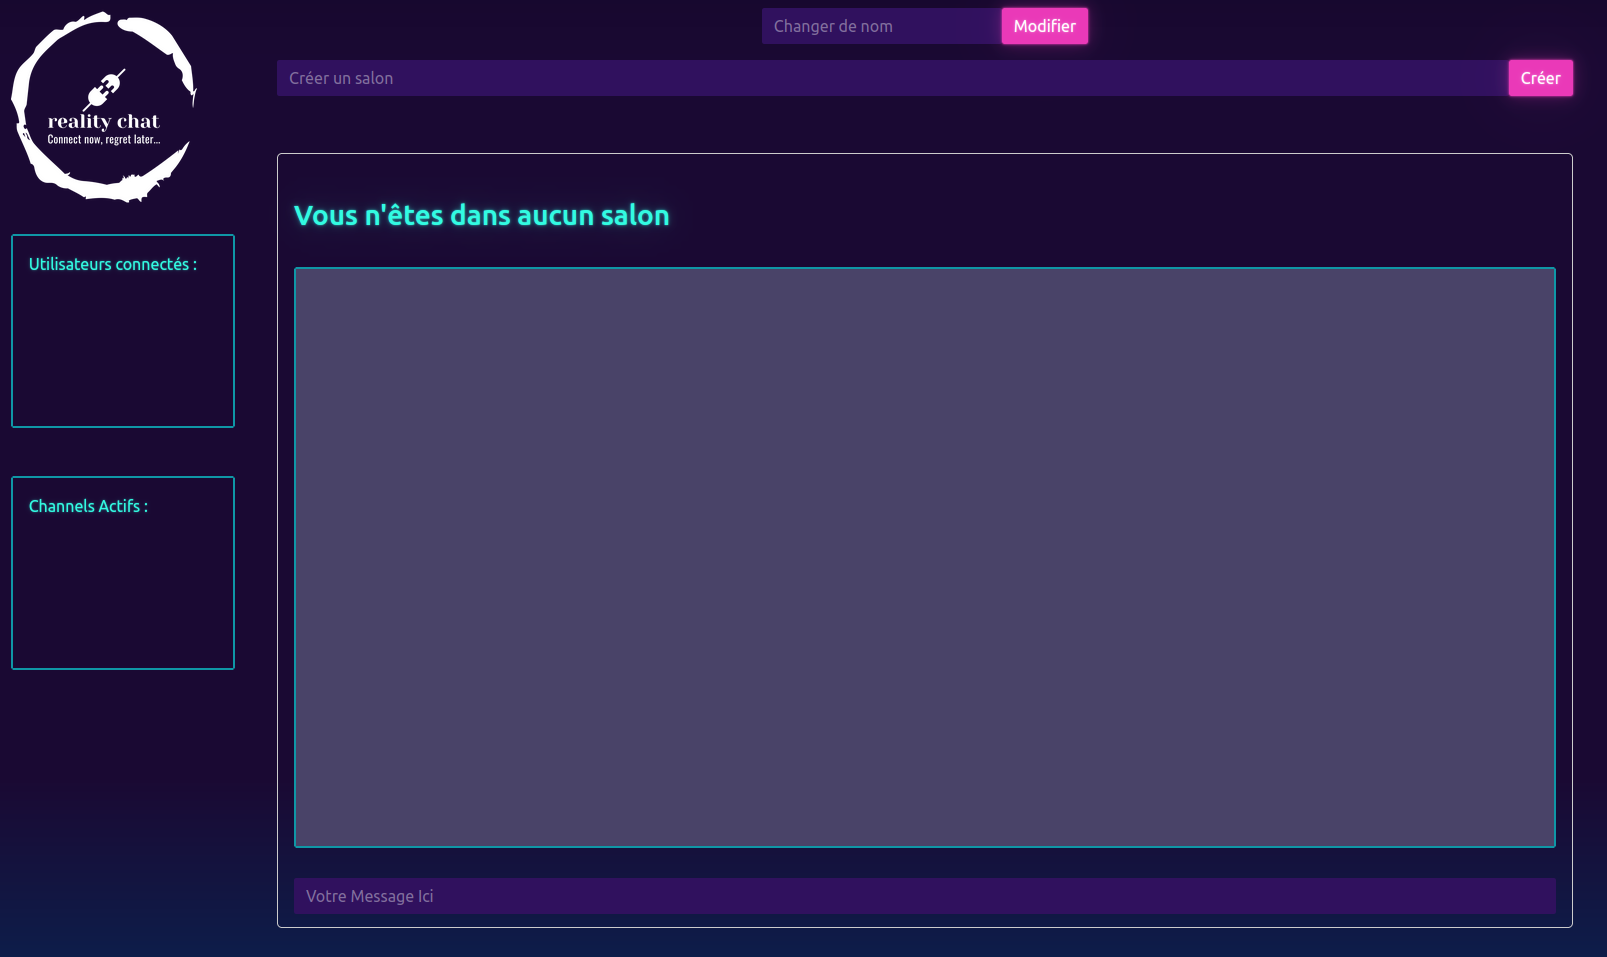 Changer de nom
Modifier
Créer un salon
Créer
reality chat
Connect now, regret later...
Vous n'êtes dans aucun salon
Utilisateurs connectés :
Channels Actifs :
Votre Message Ici